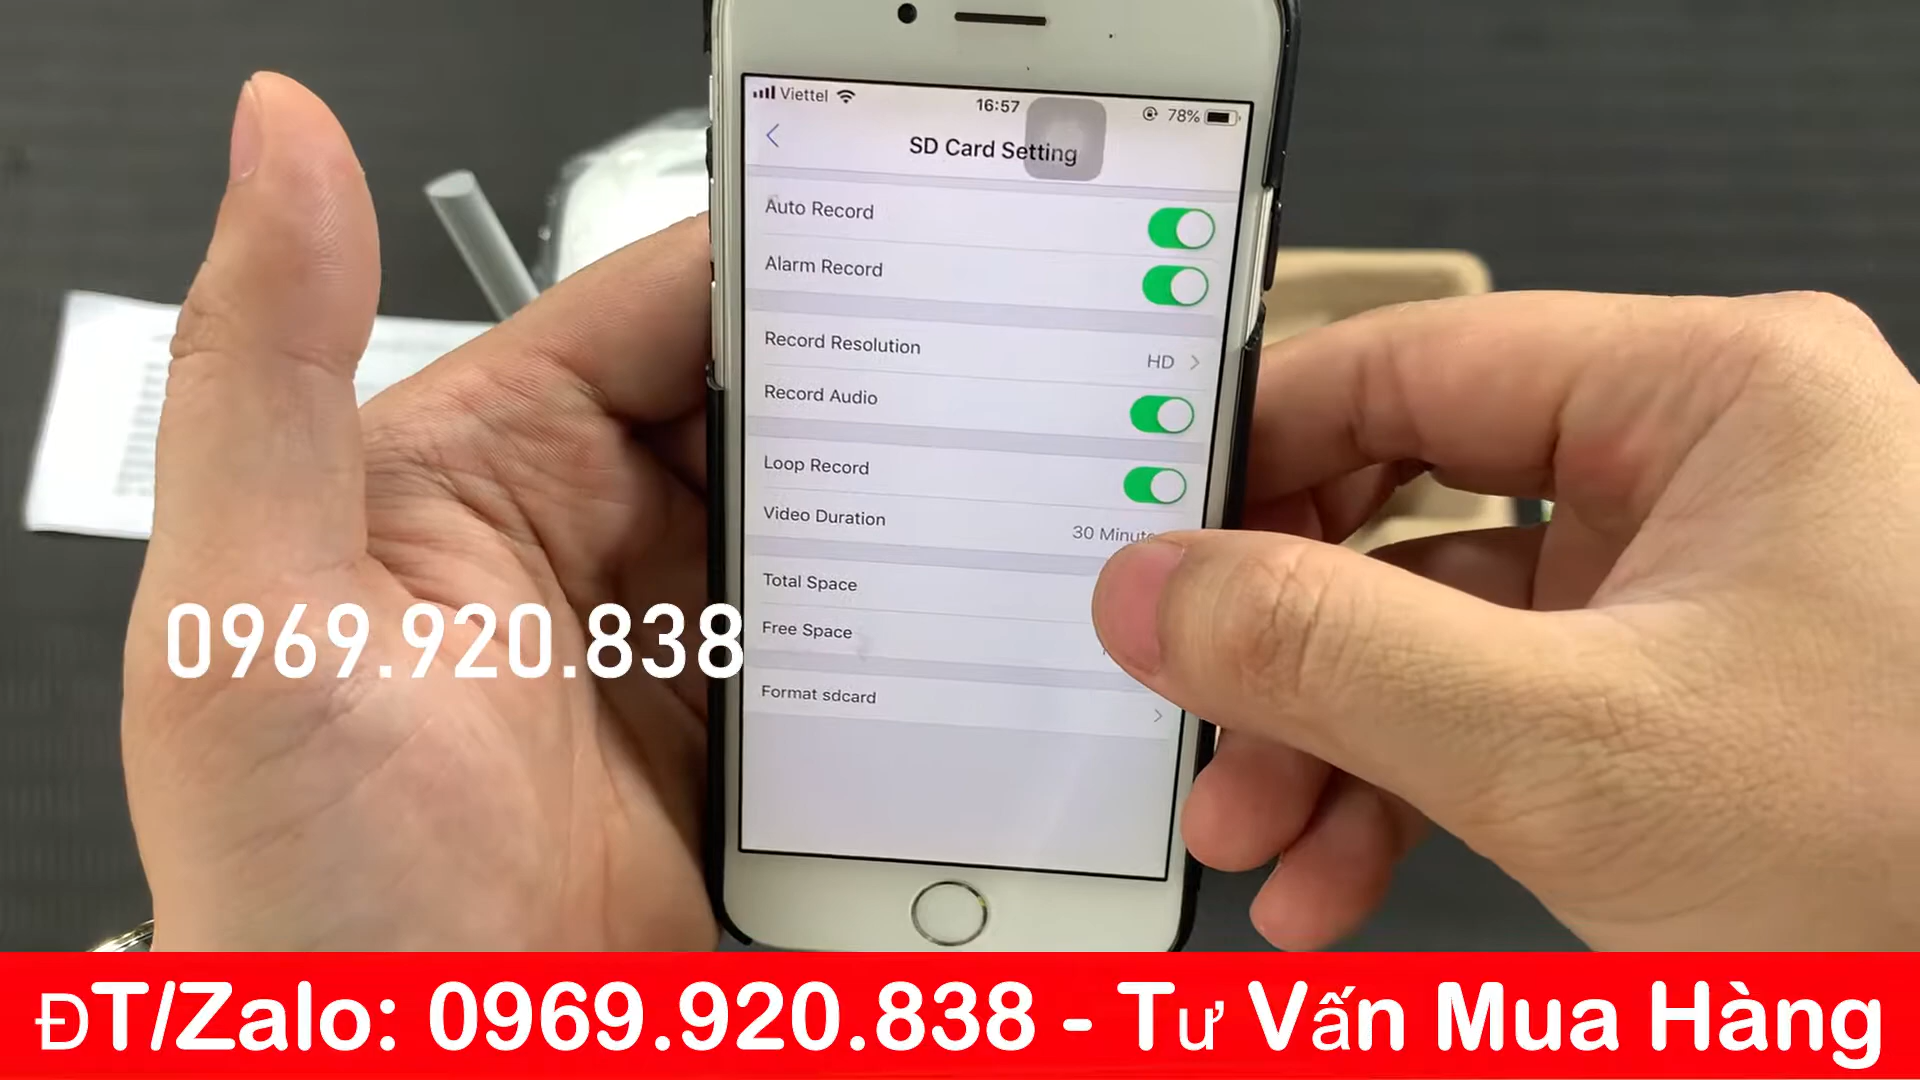 Viettel 16:57 78%
SD Card Setting
Auto Record
Alarm Record
Record Resolution HD
Record Audio
Loop Record
Video Duration 30
Total Space
Free Space
Format sdcard
0969.920.838
ĐT/Zalo: 0969.920.838 - Tư Vấn Mua Hàng